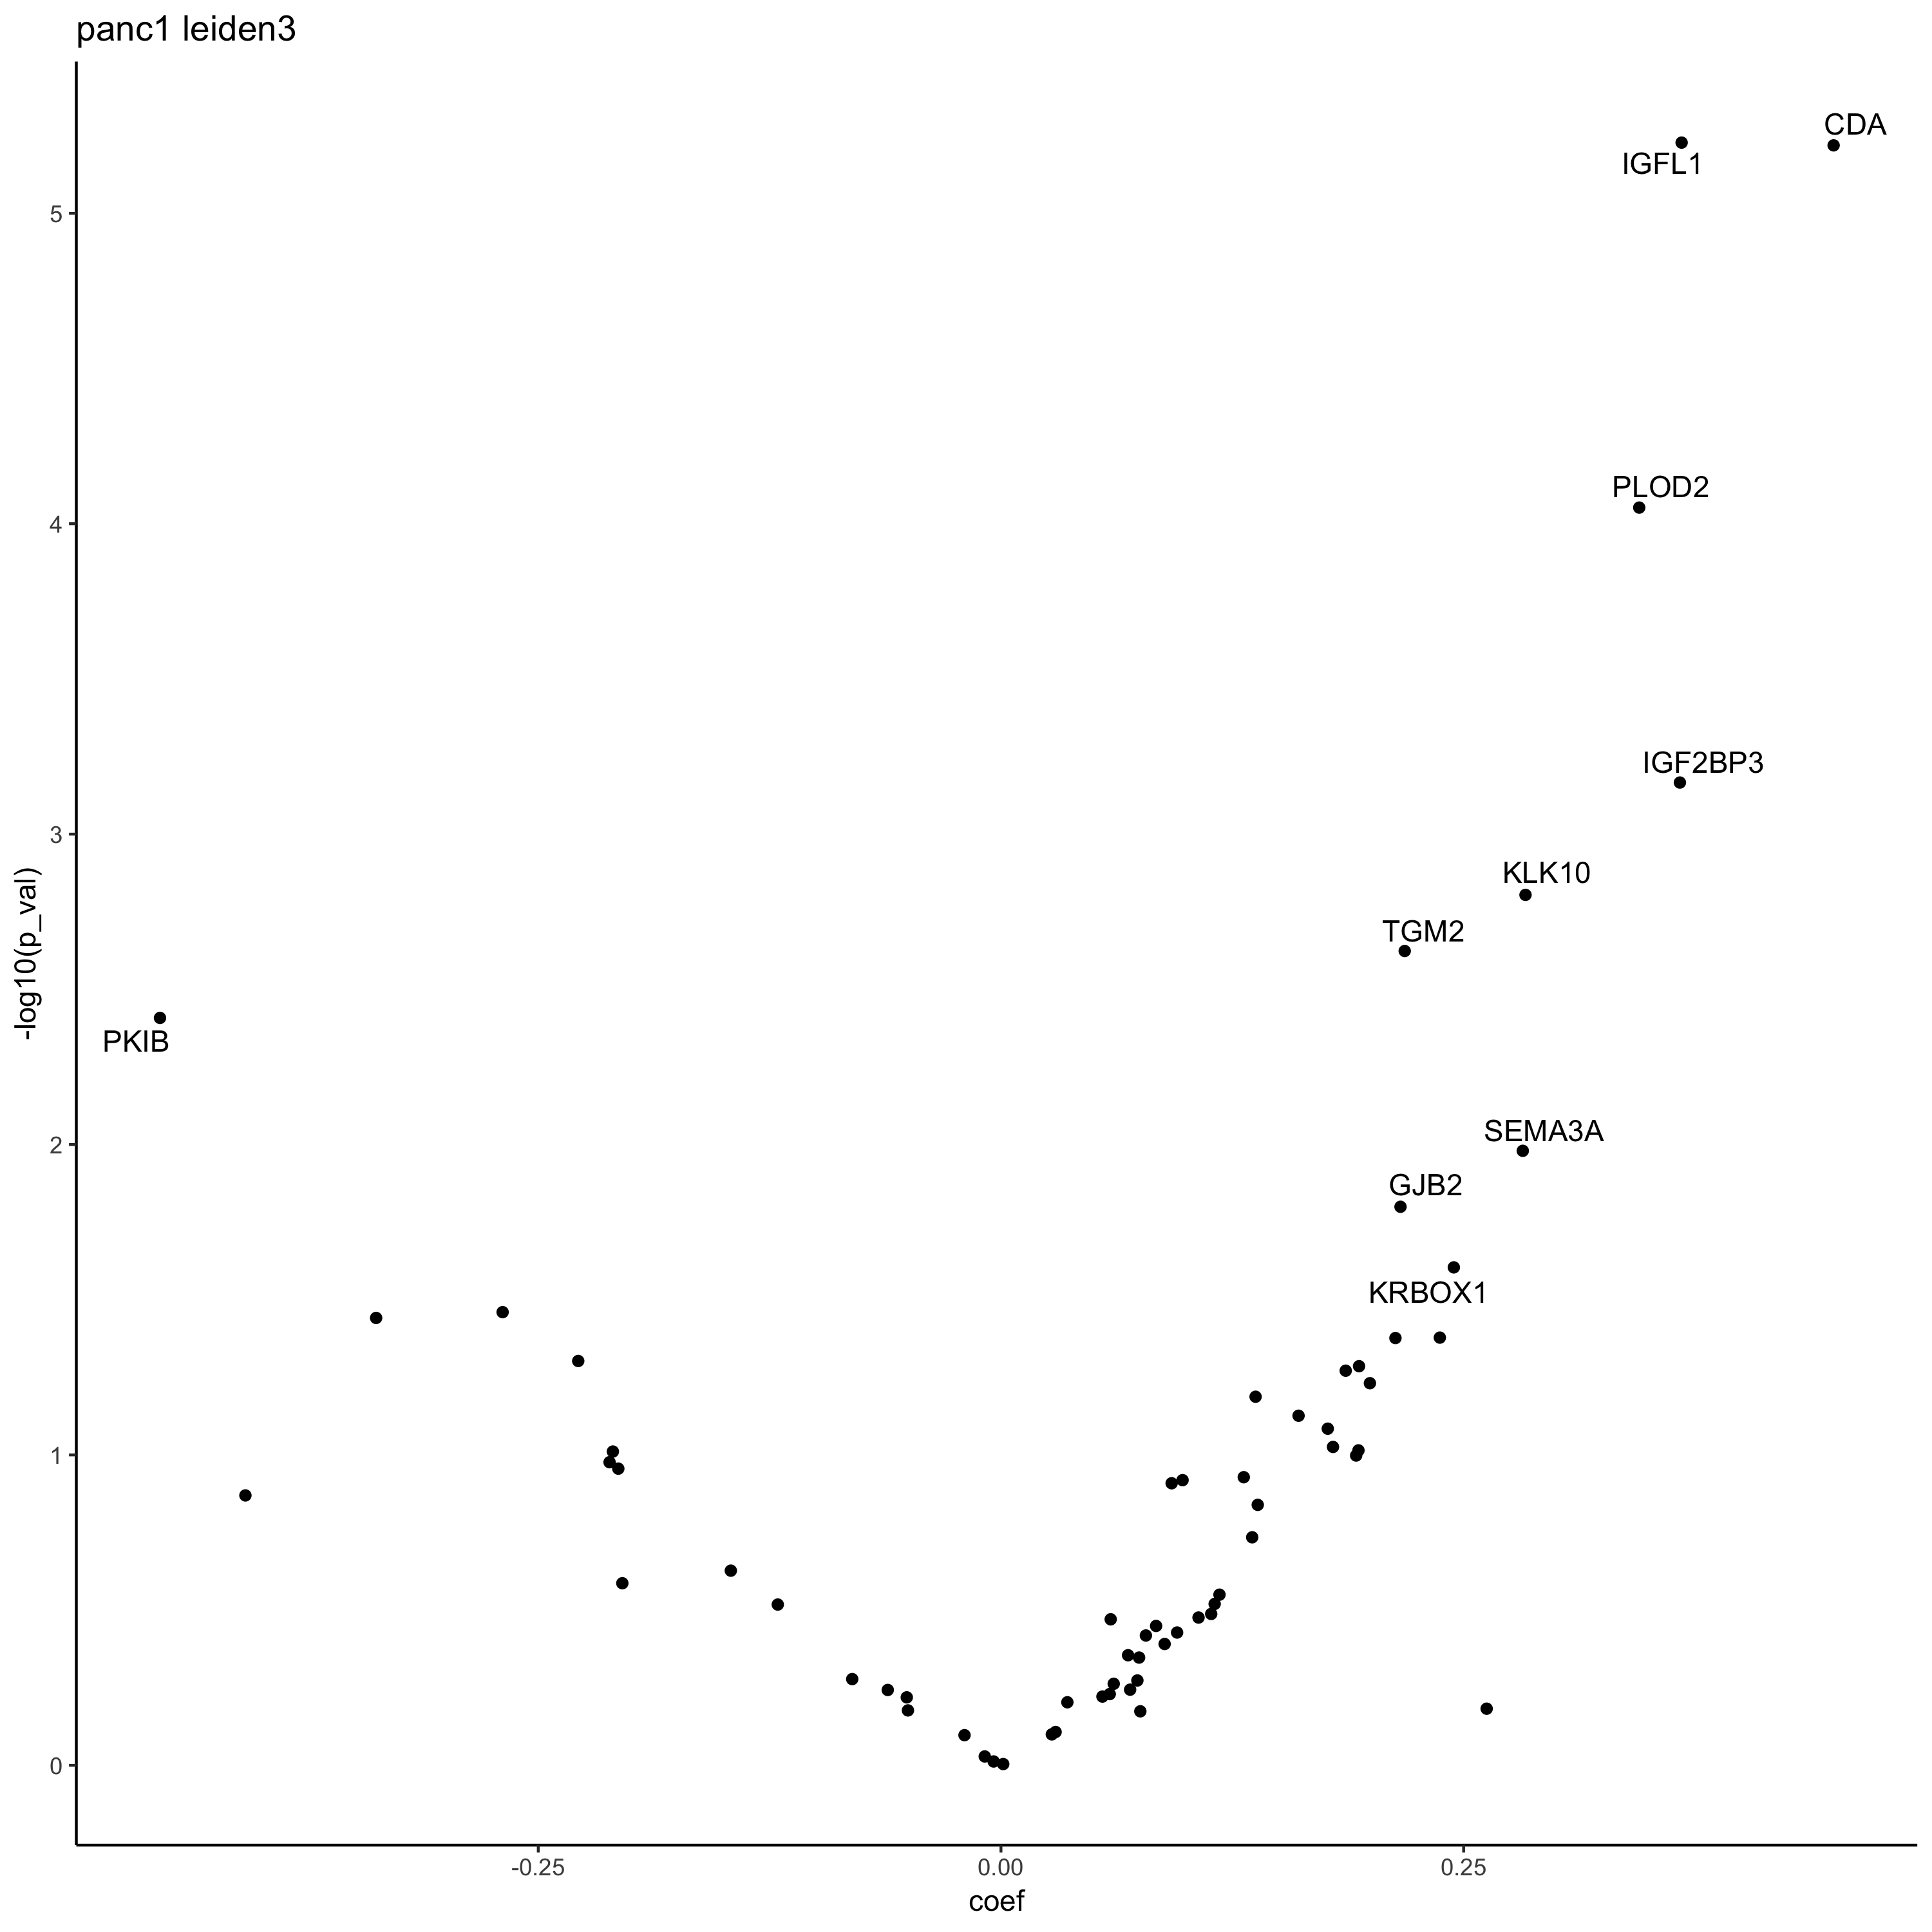 panc1 leiden3
CDA
IGFL1
5
PLOD2
4
IGF2BP3
3
KLK10
TGM2
-log10(p_val)
PKIB
2
SEMA3A
GJB2
KRBOX1
1
0
-0.25
0.00
0.25
coef